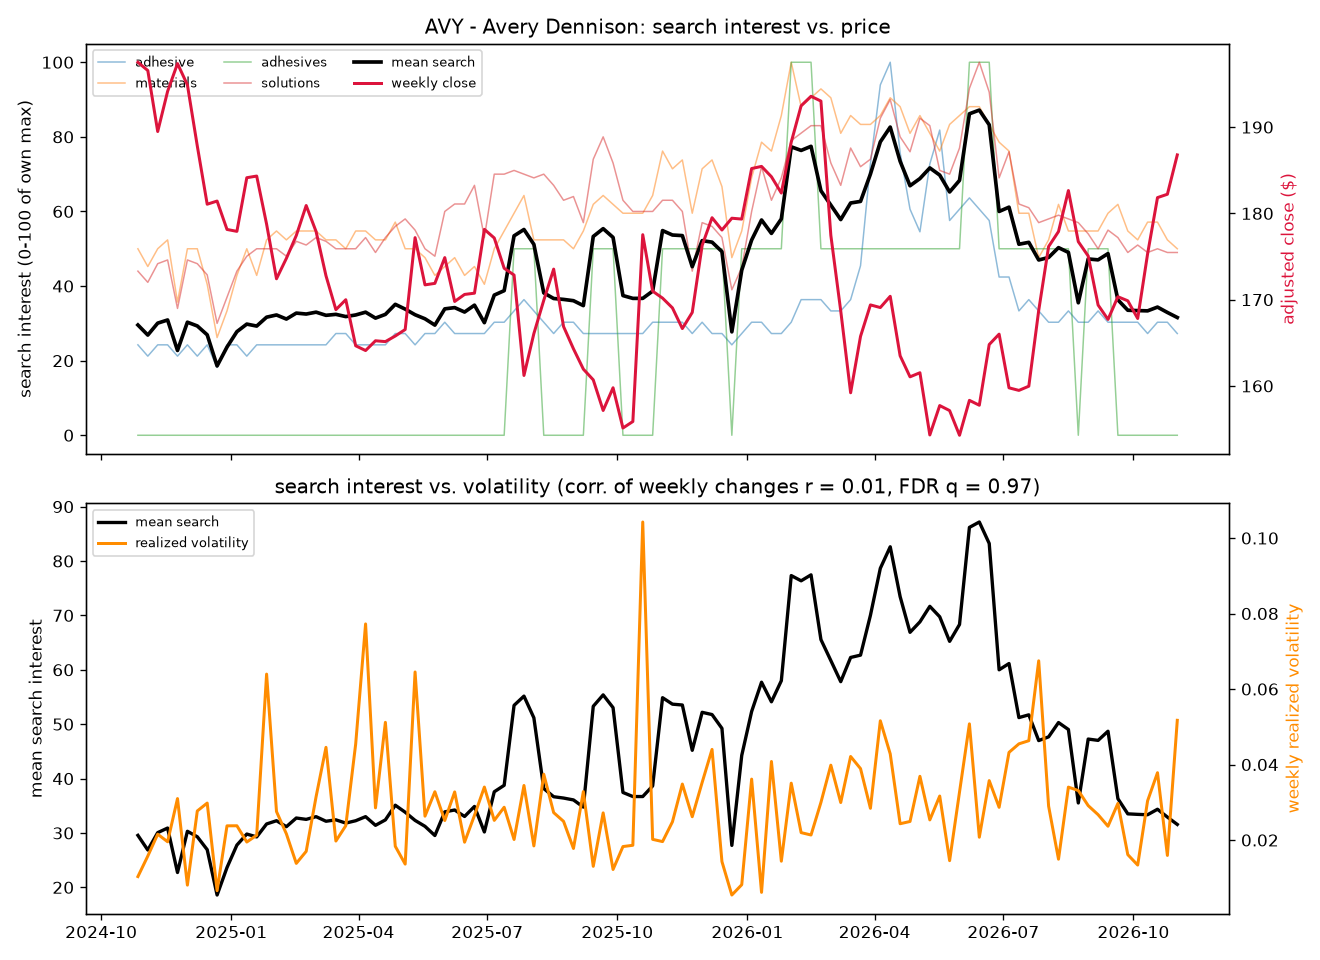 AVY - Avery Dennison: search interest vs. price
adhesive
materials
adhesives
solutions
mean search
weekly close
search interest (0-100 of own max)
100
80
60
40
20
0
190
180
170
160
adjusted close ($)
search interest vs. volatility (corr. of weekly changes r = 0.01, FDR q = 0.97)
mean search
realized volatility
mean search interest
90
80
70
60
50
40
30
20
0.10
0.08
0.06
0.04
0.02
weekly realized volatility
2024-10 2025-01 2025-04 2025-07 2025-10 2026-01 2026-04 2026-07 2026-10